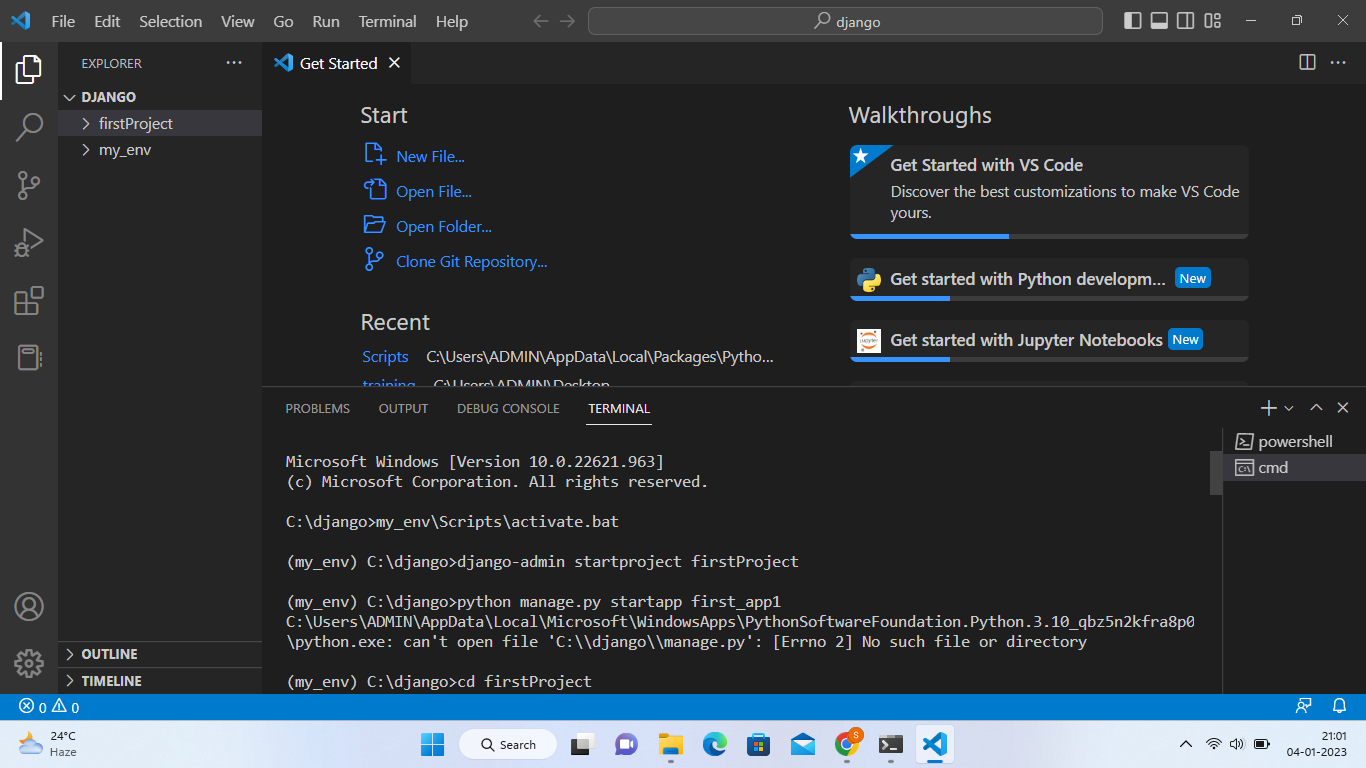 File Edit Selection View Go Run Terminal Help
django
EXPLORER
DJANGO
firstProject
my_env
OUTLINE
TIMELINE
Get Started
Start
New File...
Open File...
Open Folder...
Clone Git Repository...
Recent
Scripts C:\Users\ADMIN\AppData\Local\Packages\Pytho...
training C:\Users\ADMIN\Desktop
Walkthroughs
Get Started with VS Code
Discover the best customizations to make VS Code
yours.
Get started with Python developm... New
Get started with Jupyter Notebooks New
PROBLEMS OUTPUT DEBUG CONSOLE TERMINAL
powershell
cmd
Microsoft Windows [Version 10.0.22621.963]
(c) Microsoft Corporation. All rights reserved.
C:\django>my_env\Scripts\activate.bat
(my_env) C:\django>django-admin startproject firstProject
(my_env) C:\django>python manage.py startapp first_app1
C:\Users\ADMIN\AppData\Local\Microsoft\WindowsApps\PythonSoftwareFoundation.Python.3.10_qbz5n2kfra8p0
\python.exe: can't open file 'C:\\django\\manage.py': [Errno 2] No such file or directory
(my_env) C:\django>cd firstProject
0 0
24°C
Haze
Search
S
21:01
04-01-2023